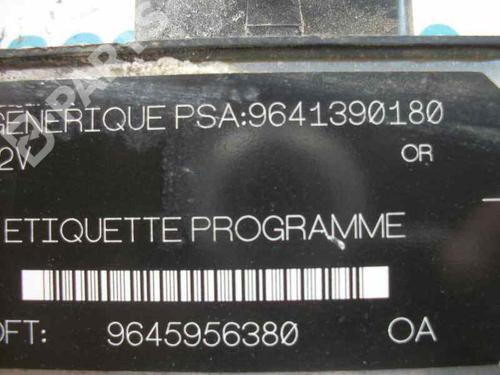 GENERIQUE PSA:9641390180
2V OR
ETIQUETTE PROGRAMME
OFT: 9645956380 OA